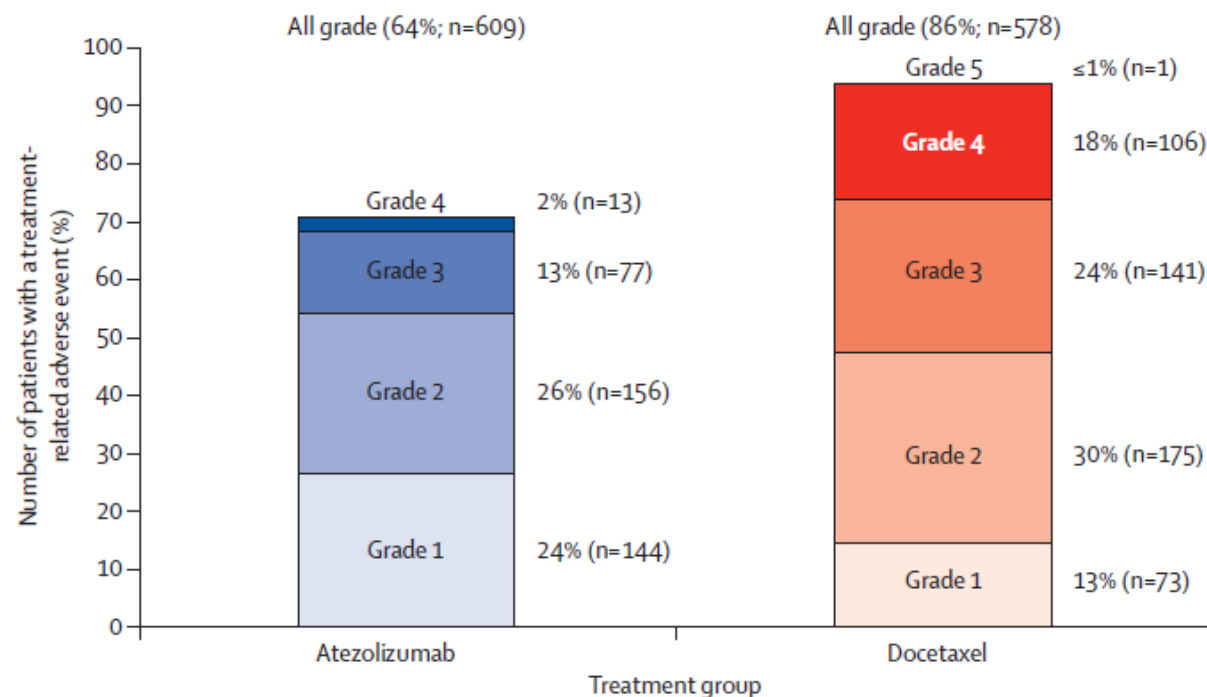 All grade (64%; n=609)
All grade (86%; n=578)
Number of patients with a treatment-
related adverse event (%)
100
90
80
70
60
50
40
30
20
10
0
Grade 4 2% (n=13)
Grade 3 13% (n=77)
Grade 2 26% (n=156)
Grade 1 24% (n=144)
Grade 5 ≤1% (n=1)
Grade 4 18% (n=106)
Grade 3 24% (n=141)
Grade 2 30% (n=175)
Grade 1 13% (n=73)
Atezolizumab
Docetaxel
Treatment group